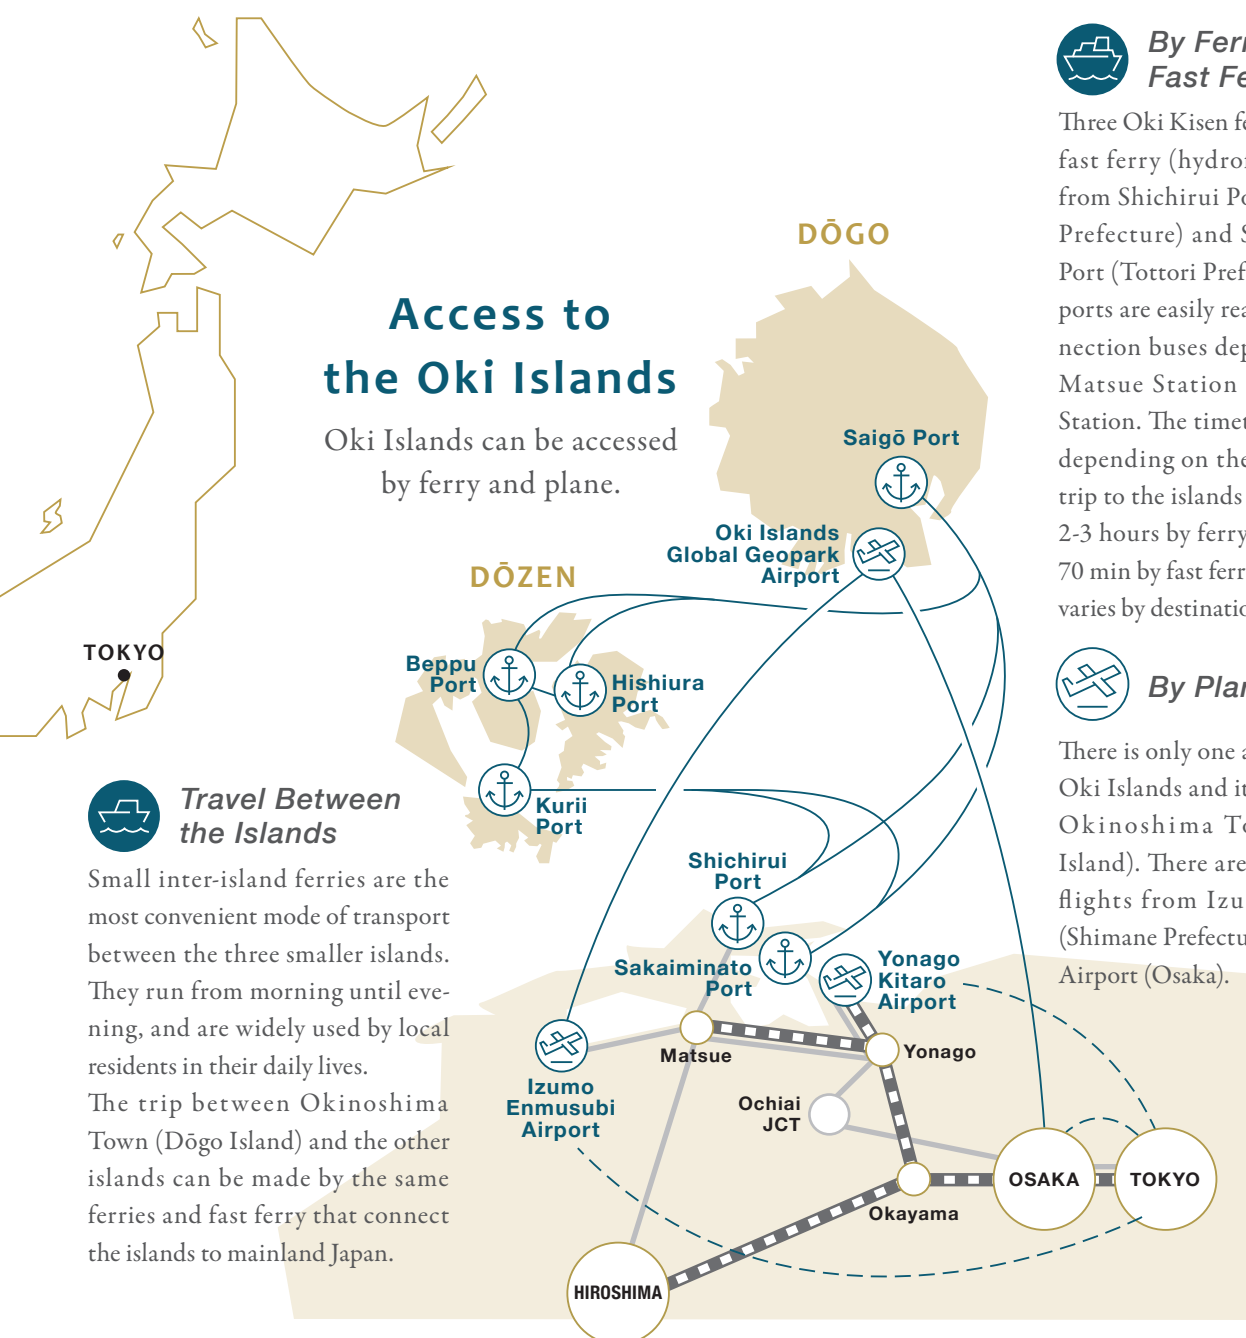 Access to
the Oki Islands
Oki Islands can be accessed
by ferry and plane.
DŌGO
Saigō Port
Oki Islands
Global Geopark
Airport
DŌZEN
Beppu
Port
Hishiura
Port
Kurii
Port
TOKYO
Travel Between
the Islands
Small inter-island ferries are the
most convenient mode of transport
between the three smaller islands.
They run from morning until eve-
ning, and are widely used by local
residents in their daily lives.
The trip between Okinoshima
Town (Dōgo Island) and the other
islands can be made by the same
ferries and fast ferry that connect
the islands to mainland Japan.
Shichirui
Port
Sakaiminato
Port
Yonago
Kitaro
Airport
Matsue
Yonago
Izumo
Enmusubi
Airport
Ochiai
JCT
OSAKA
TOKYO
Okayama
HIROSHIMA
By Fer
Fast Fe
Three Oki Kisen fe
fast ferry (hydro
from Shichirui Po
Prefecture) and S
Port (Tottori Pref
ports are easily rea
nection buses dep
Matsue Station
Station. The timet
depending on the
trip to the islands
2-3 hours by ferry
70 min by fast ferr
varies by destinatio
By Plan
There is only one a
Oki Islands and it
Okinoshima To
Island). There are
flights from Izu
(Shimane Prefectu
Airport (Osaka).